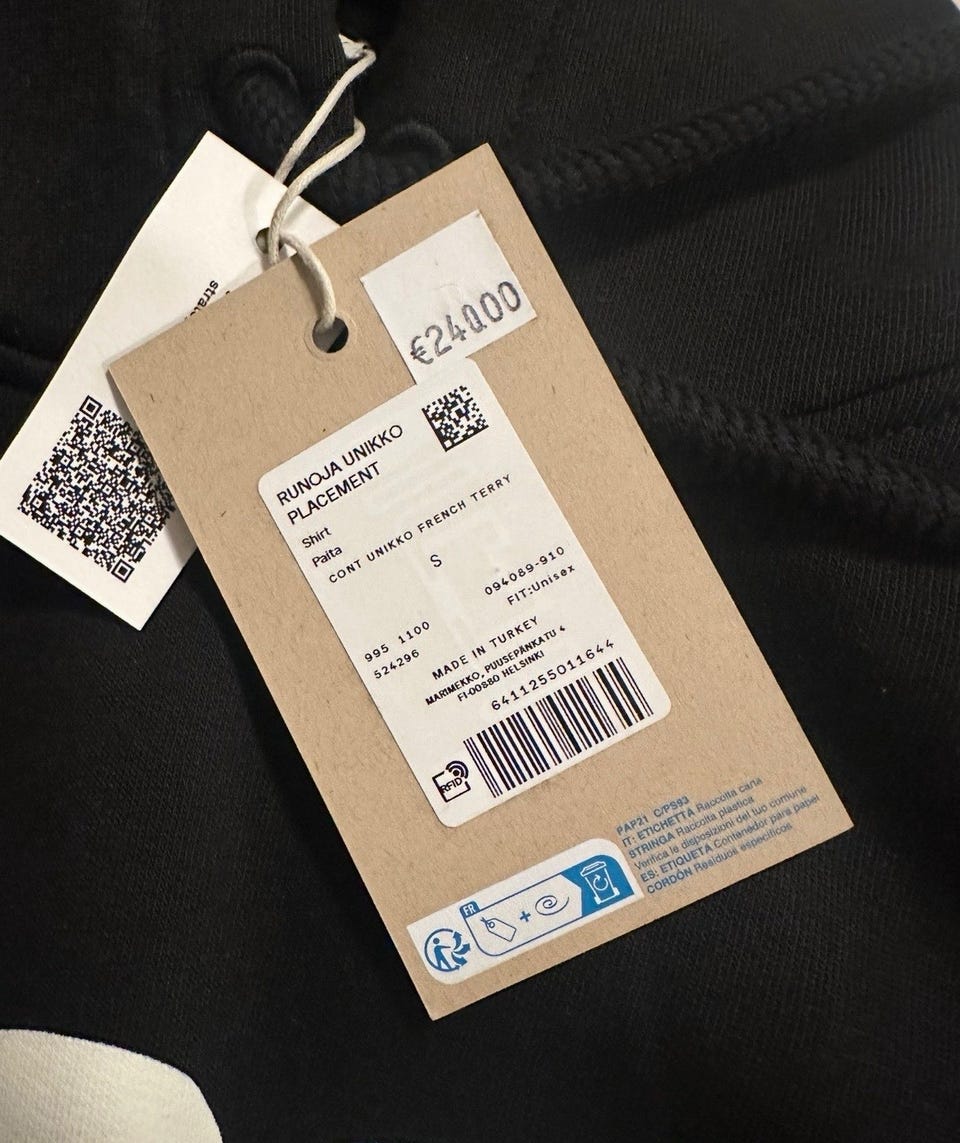 €240.00
RUNOJA UNIKKO
PLACEMENT
Shirt
Paita
CONT UNIKKO FRENCH TERRY
S
094089-910
FIT:Unisex
995 1100
524296
MADE IN TURKEY
MARIMEKKO, PUUSEPÄNKATU 4
FI-00880 HELSINKI
6411255011644
RFID
PAP21 C/PS93
IT: ETICHETTA Raccolta carta
STRINGA Raccolta plastica
Verifica le disposizioni del tuo comune
ES: ETIQUETA Contenedor para papel
CORDÓN Residuos específicos
FR
+